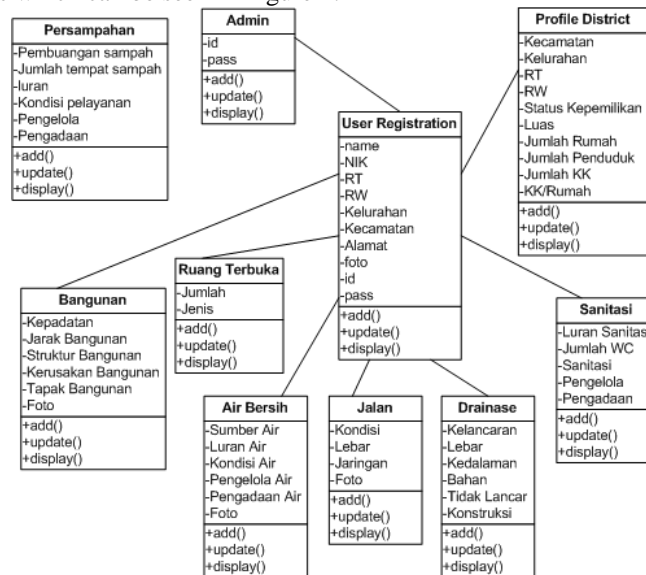 can be seen in Figure
Persampahan
-Pembuangan sampah
-Jumlah tempat sampah
-Iuran
-Kondisi pelayanan
-Pengelola
-Pengadaan
+add()
+update()
+display()
Admin
-id
-pass
+add()
+update()
+display()
Profile District
-Kecamatan
-Kelurahan
-RT
-RW
-Status Kepemilikan
-Luas
-Jumlah Rumah
-Jumlah Penduduk
-Jumlah KK
-KK/Rumah
+add()
+update()
+display()
User Registration
-name
-NIK
-RT
-RW
-Kelurahan
-Kecamatan
-Alamat
-foto
-id
-pass
+add()
+update()
+display()
Ruang Terbuka
-Jumlah
-Jenis
+add()
+update()
+display()
Bangunan
-Kepadatan
-Jarak Bangunan
-Struktur Bangunan
-Kerusakan Bangunan
-Tapak Bangunan
-Foto
+add()
+update()
+display()
Sanitasi
-Luran Sanitas
-Jumlah WC
-Sanitasi
-Pengelola
-Pengadaan
+add()
+update()
+display()
Air Bersih
-Sumber Air
-Luran Air
-Kondisi Air
-Pengelola Air
-Pengadaan Air
-Foto
+add()
+update()
+display()
Jalan
-Kondisi
-Lebar
-Jaringan
-Foto
+add()
+update()
+display()
Drainase
-Kelancaran
-Lebar
-Kedalaman
-Bahan
-Tidak Lancar
-Konstruksi
+add()
+update()
+display()